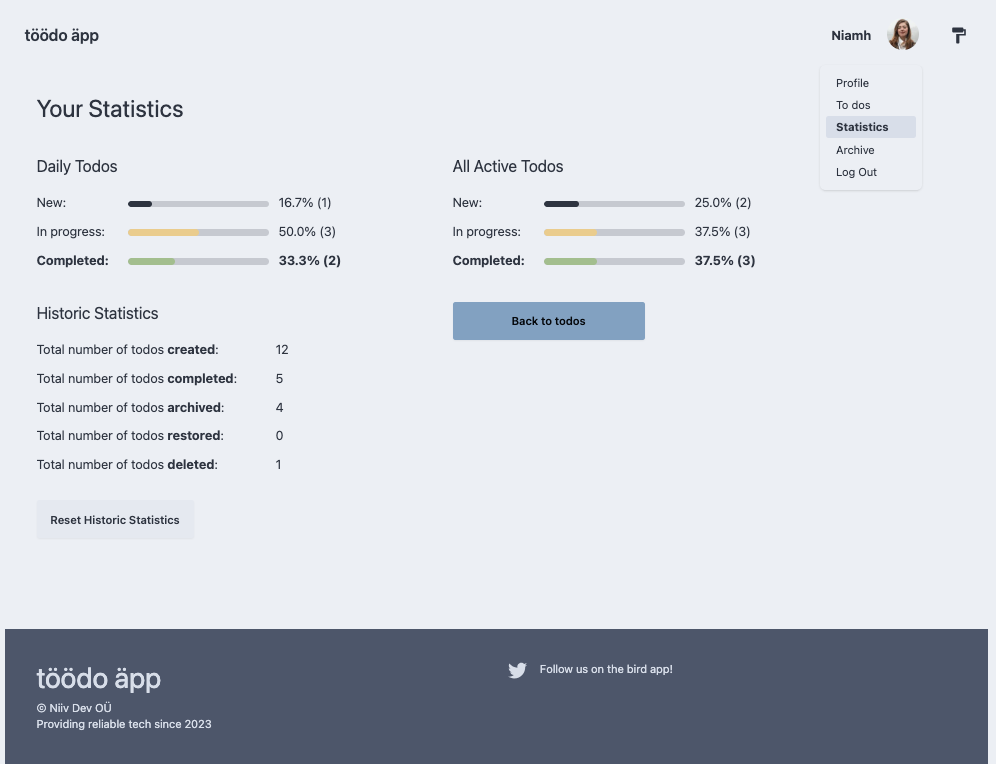 töödo äpp
Niamh
Profile
To dos
Statistics
Archive
Log Out
Your Statistics
Daily Todos
New: 16.7% (1)
In progress: 50.0% (3)
Completed: 33.3% (2)
All Active Todos
New: 25.0% (2)
In progress: 37.5% (3)
Completed: 37.5% (3)
Back to todos
Historic Statistics
Total number of todos created: 12
Total number of todos completed: 5
Total number of todos archived: 4
Total number of todos restored: 0
Total number of todos deleted: 1
Reset Historic Statistics
töödo äpp
© Niiv Dev OÜ
Providing reliable tech since 2023
Follow us on the bird app!